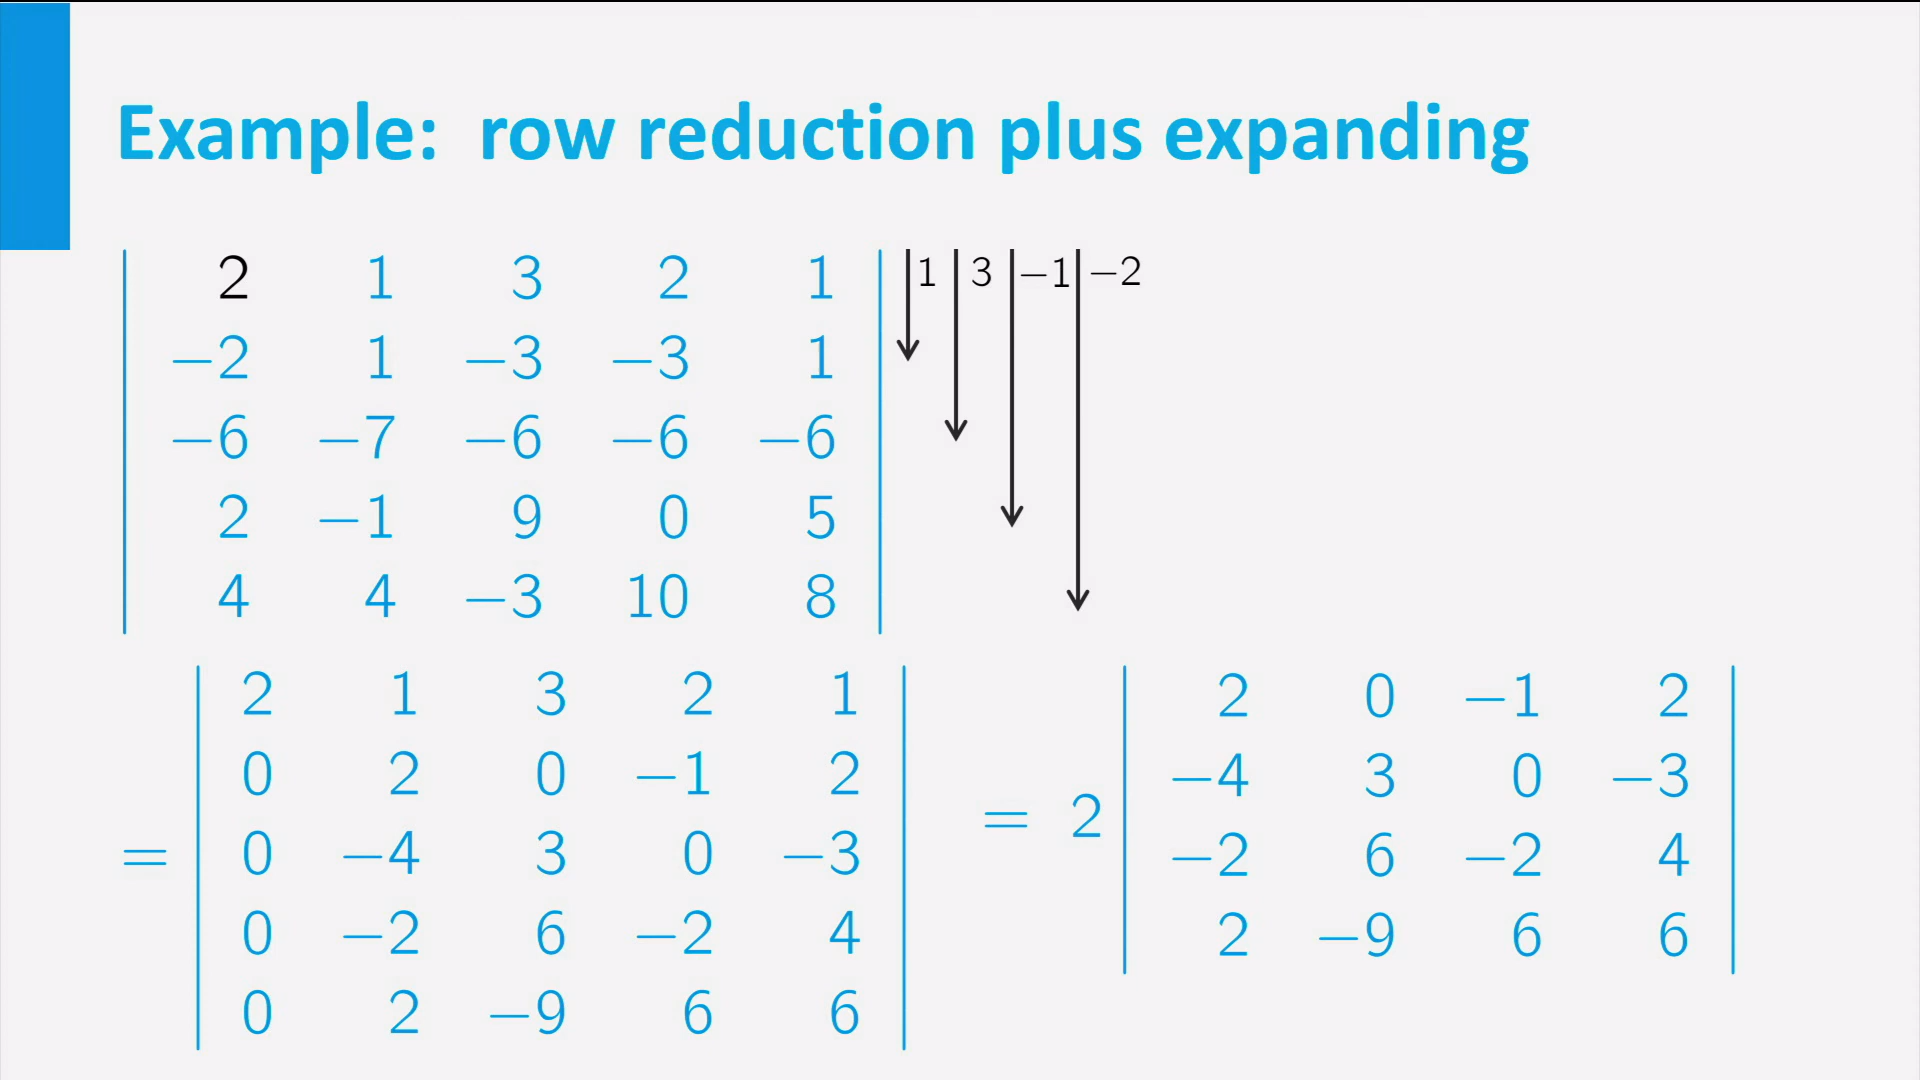 Example: row reduction plus expanding
2 1 3 2 1 1 3 −1 −2
−2 1 −3 −3 1
−6 −7 −6 −6 −6
2 −1 9 0 5
4 4 −3 10 8
2 1 3 2 1
0 2 0 −1 2
= 0 −4 3 0 −3
0 −2 6 −2 4
0 2 −9 6 6
2 0 −1 2
−4 3 0 −3
= 2
−2 6 −2 4
2 −9 6 6